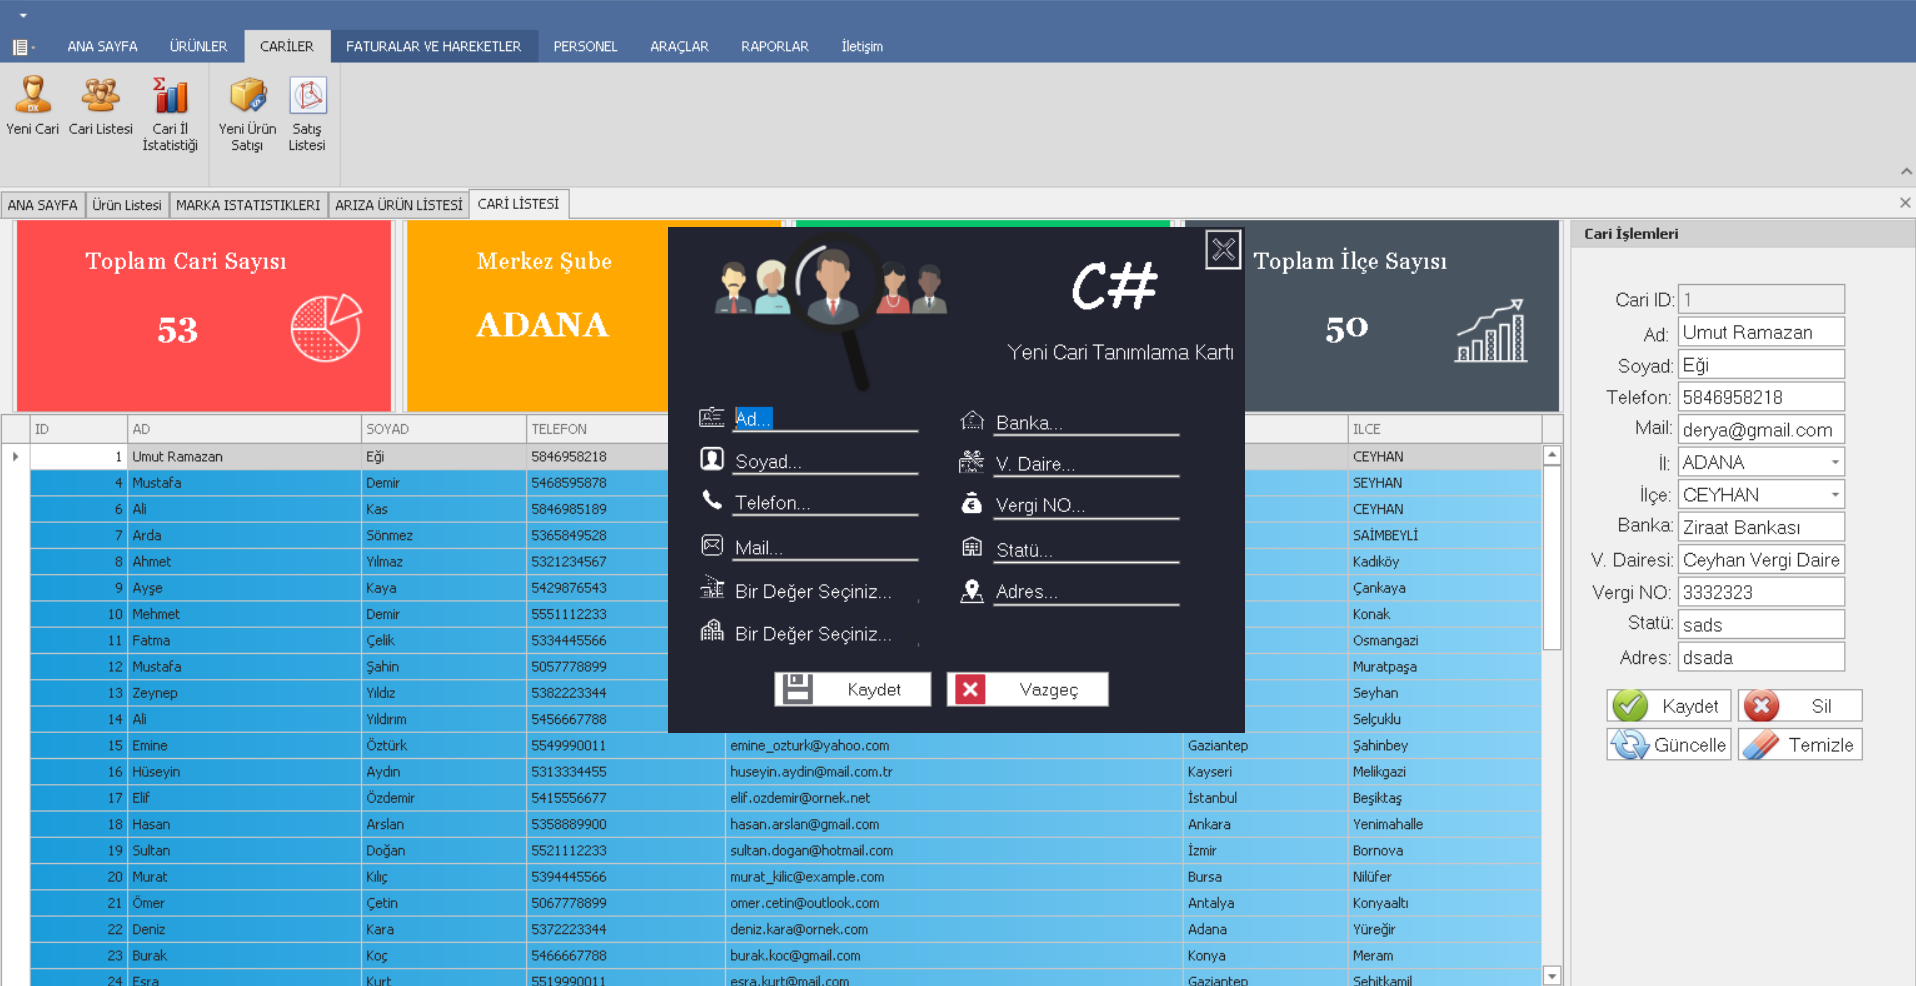 ANA SAYFA ÜRÜNLER CARİLER FATURALAR VE HAREKETLER PERSONEL ARAÇLAR RAPORLAR İletişim
Yeni Cari Cari Listesi Cari İl İstatistiği Yeni Ürün Satışı Satış Listesi
ANA SAYFA Ürün Listesi MARKA ISTATISTIKLERI ARIZA ÜRÜN LİSTESİ CARİ LİSTESİ
Toplam Cari Sayısı
53
Merkez Şube
ADANA
Toplam İlçe Sayısı
50
C#
Yeni Cari Tanımlama Kartı
Ad...
Soyad...
Telefon...
Mail...
Bir Değer Seçiniz...
Bir Değer Seçiniz...
Banka...
V. Daire...
Vergi NO...
Statü...
Adres...
Kaydet Vazgeç
ID AD SOYAD TELEFON ILCE
1 Umut Ramazan Eği 5846958218 CEYHAN
4 Mustafa Demir 5468595878 SEYHAN
6 Ali Kas 5846985189 CEYHAN
7 Arda Sönmez 5365849528 SAİMBEYLİ
8 Ahmet Yılmaz 5321234567 Kadıköy
9 Ayşe Kaya 5429876543 Çankaya
10 Mehmet Demir 5551112233 Konak
11 Fatma Çelik 5334445566 Osmangazi
12 Mustafa Şahin 5057778899 Muratpaşa
13 Zeynep Yıldız 5382223344 Seyhan
14 Ali Yıldırım 5456667788 Selçuklu
15 Emine Öztürk 5549990011 emine_ozturk@yahoo.com Gaziantep Şahinbey
16 Hüseyin Aydın 5313334455 huseyin.aydin@mail.com.tr Kayseri Melikgazi
17 Elif Özdemir 5415556677 elif.ozdemir@ornek.net İstanbul Beşiktaş
18 Hasan Arslan 5358889900 hasan.arslan@gmail.com Ankara Yenimahalle
19 Sultan Doğan 5521112233 sultan.dogan@hotmail.com İzmir Bornova
20 Murat Kılıç 5394445566 murat_kilic@example.com Bursa Nilüfer
21 Ömer Çetin 5067778899 omer.cetin@outlook.com Antalya Konyaaltı
22 Deniz Kara 5372223344 deniz.kara@ornek.com Adana Yüreğir
23 Burak Koç 5466667788 burak.koc@gmail.com Konya Meram
24 Esra Kurt 5519990011 esra.kurt@mail.com Gaziantep Şehitkamil
Cari İşlemleri
Cari ID: 1
Ad: Umut Ramazan
Soyad: Eği
Telefon: 5846958218
Mail: derya@gmail.com
İl: ADANA
İlçe: CEYHAN
Banka: Ziraat Bankası
V. Dairesi: Ceyhan Vergi Daire
Vergi NO: 3332323
Statü: sads
Adres: dsada
Kaydet Sil
Güncelle Temizle